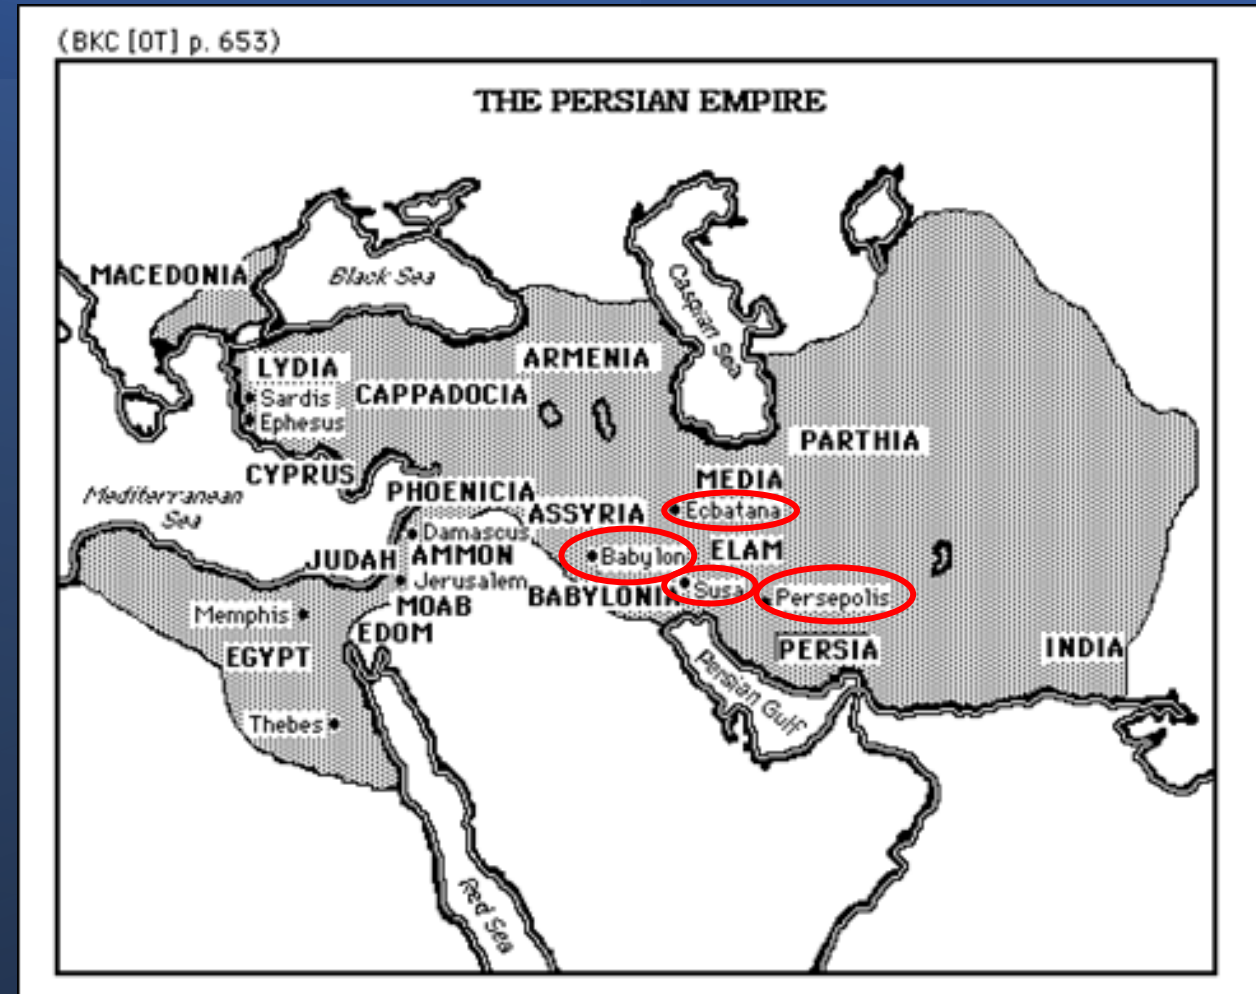 (BKC [OT] p. 653)
THE PERSIAN EMPIRE
MACEDONIA
Black Sea
Caspian Sea
LYDIA
Sardis
Ephesus
CAPPADOCIA
ARMENIA
PARTHIA
CYPRUS
Mediterranean
Sea
PHOENICIA
MEDIA
Ecbatana
ASSYRIA
Damascus
JUDAH
AMMON
Babylon
ELAM
Jerusalem
Susa
BABYLONIA
Persepolis
MOAB
Memphis
EDOM
EGYPT
PERSIA
INDIA
Persian Gulf
Thebes
Red Sea